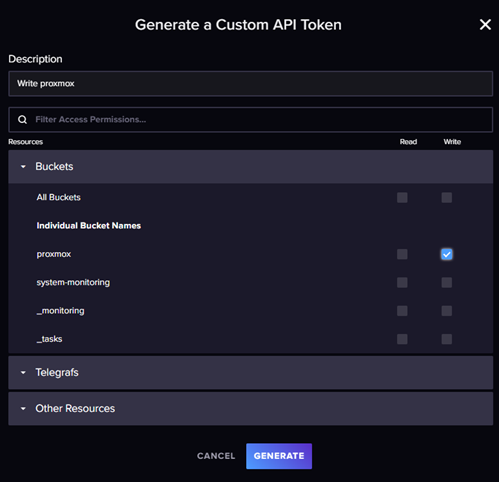 Generate a Custom API Token
Description
Write proxmox
Filter Access Permissions...
Resources Read Write
Buckets
All Buckets
Individual Bucket Names
proxmox
system-monitoring
_monitoring
_tasks
Telegrafs
Other Resources
CANCEL GENERATE